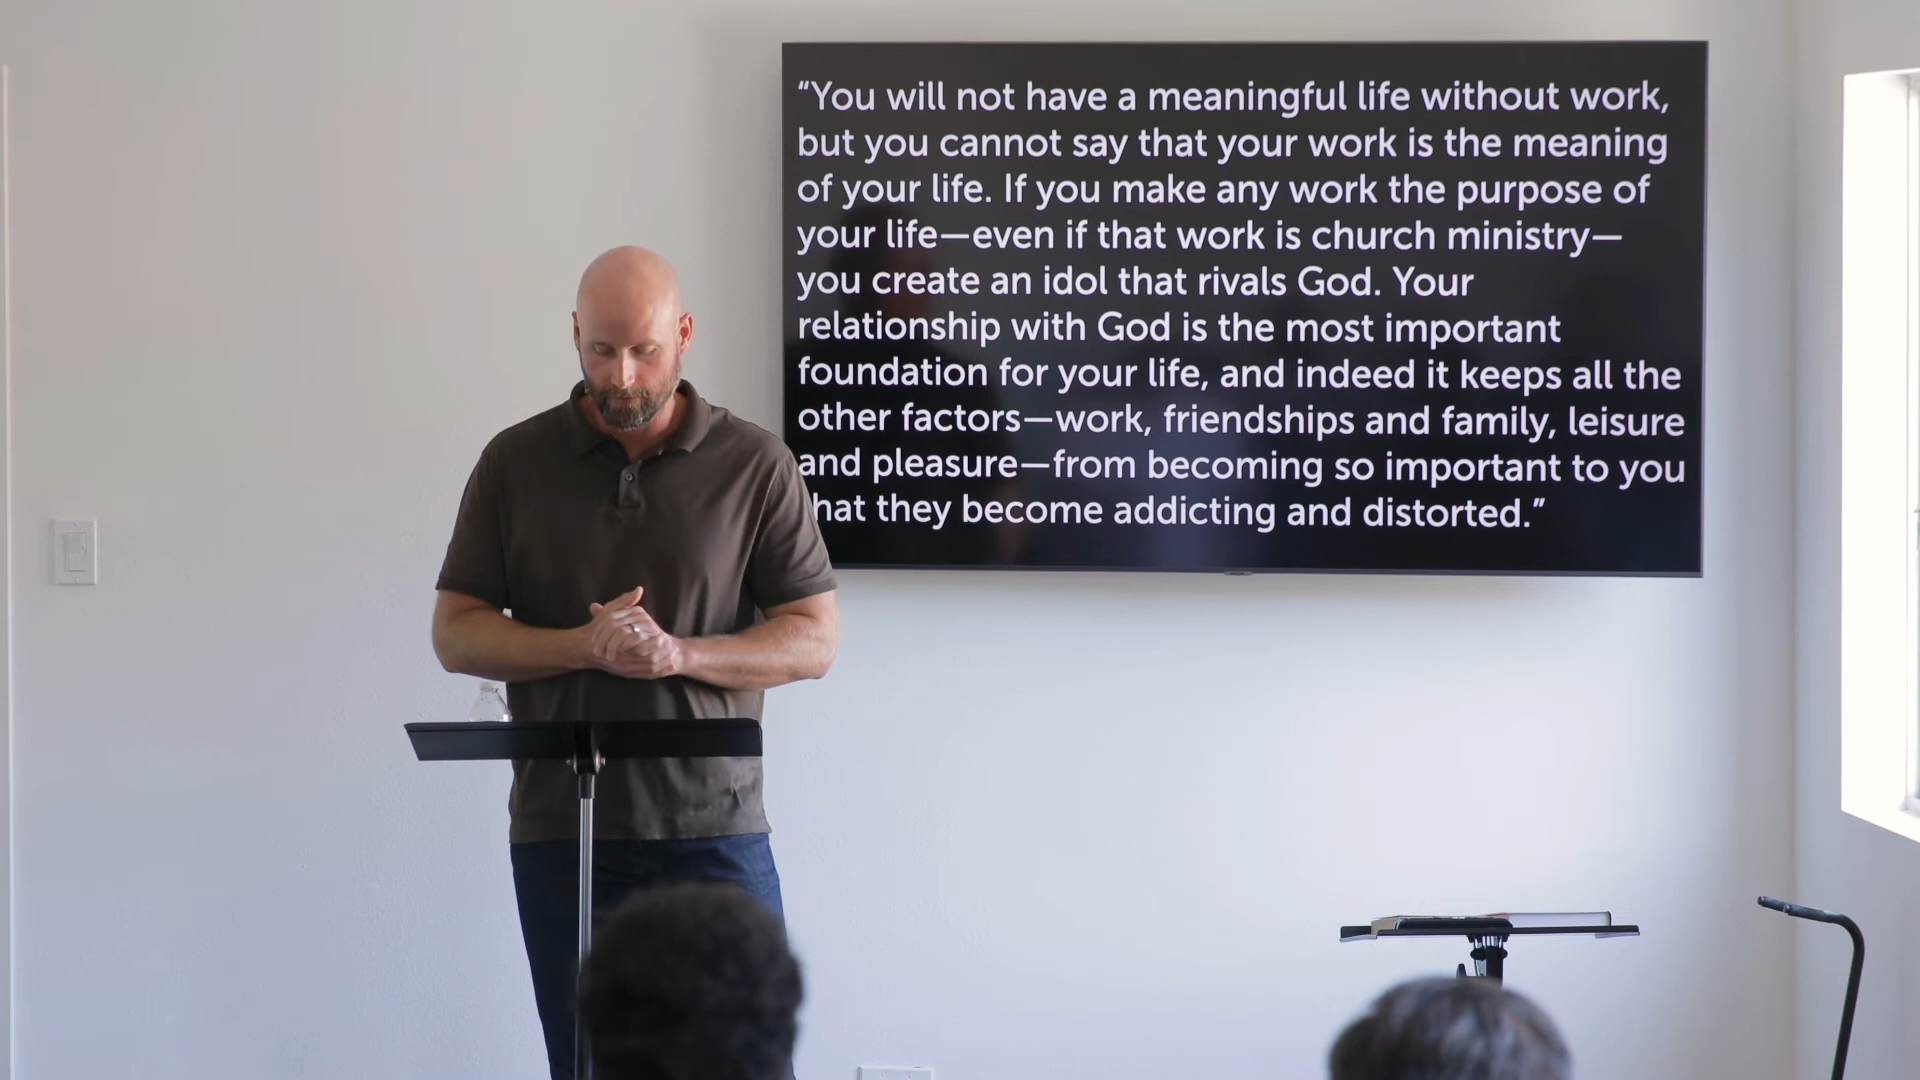 “You will not have a meaningful life without work,
but you cannot say that your work is the meaning
of your life. If you make any work the purpose of
your life—even if that work is church ministry—
you create an idol that rivals God. Your
relationship with God is the most important
foundation for your life, and indeed it keeps all the
other factors—work, friendships and family, leisure
and pleasure—from becoming so important to you
that they become addicting and distorted.”